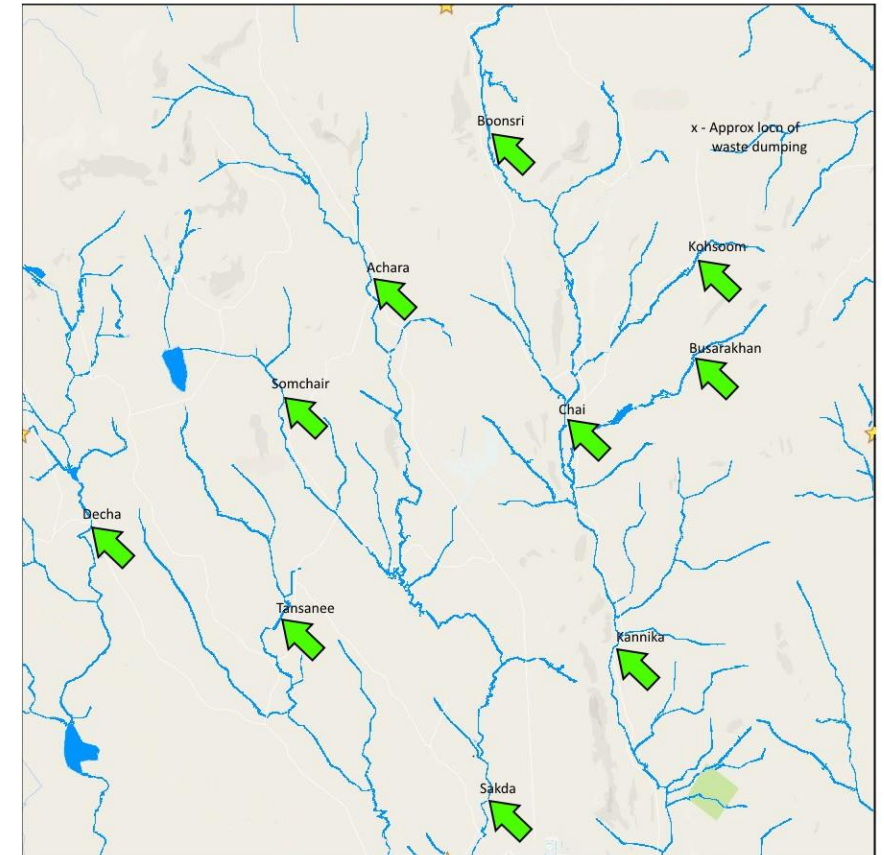 Boonsri
x - Approx locn of
waste dumping
Kohsoom
Achara
Busarakhan
Somchair
Chai
Decha
Tansanee
Kannika
Sakda